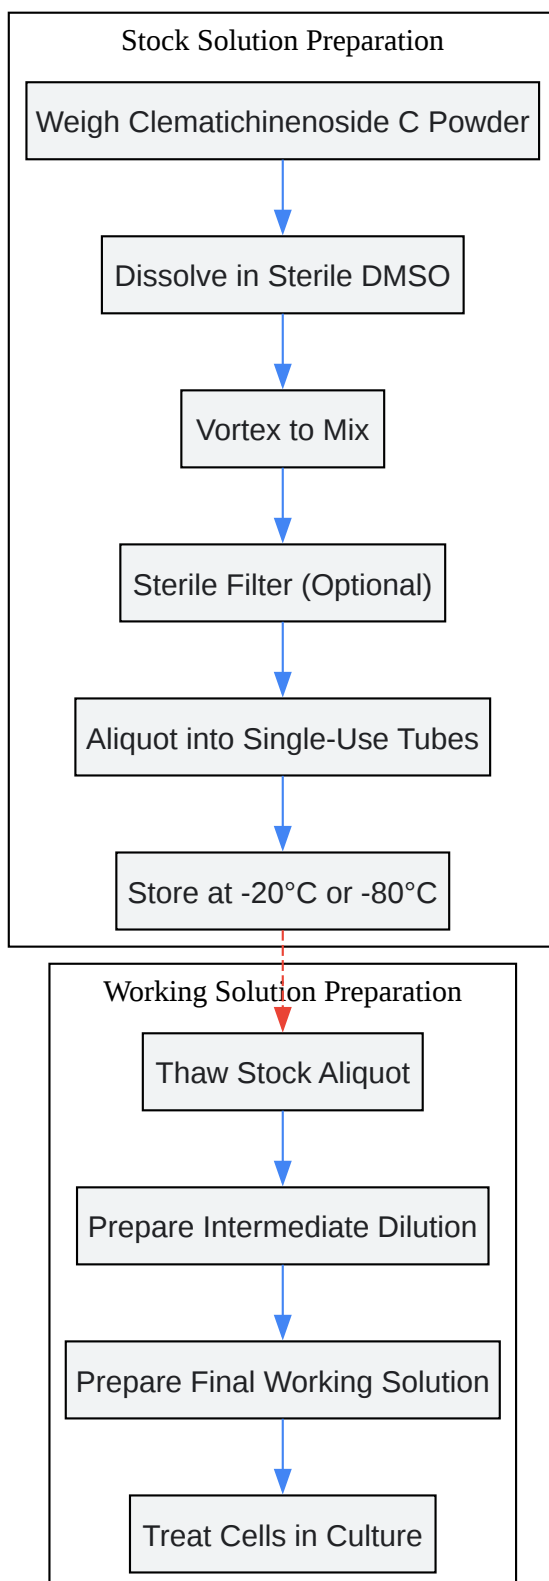 Stock Solution Preparation
Weigh Clematichinenoside C Powder
Dissolve in Sterile DMSO
Vortex to Mix
Sterile Filter (Optional)
Aliquot into Single-Use Tubes
Store at -20°C or -80°C
Working Solution Preparation
Thaw Stock Aliquot
Prepare Intermediate Dilution
Prepare Final Working Solution
Treat Cells in Culture